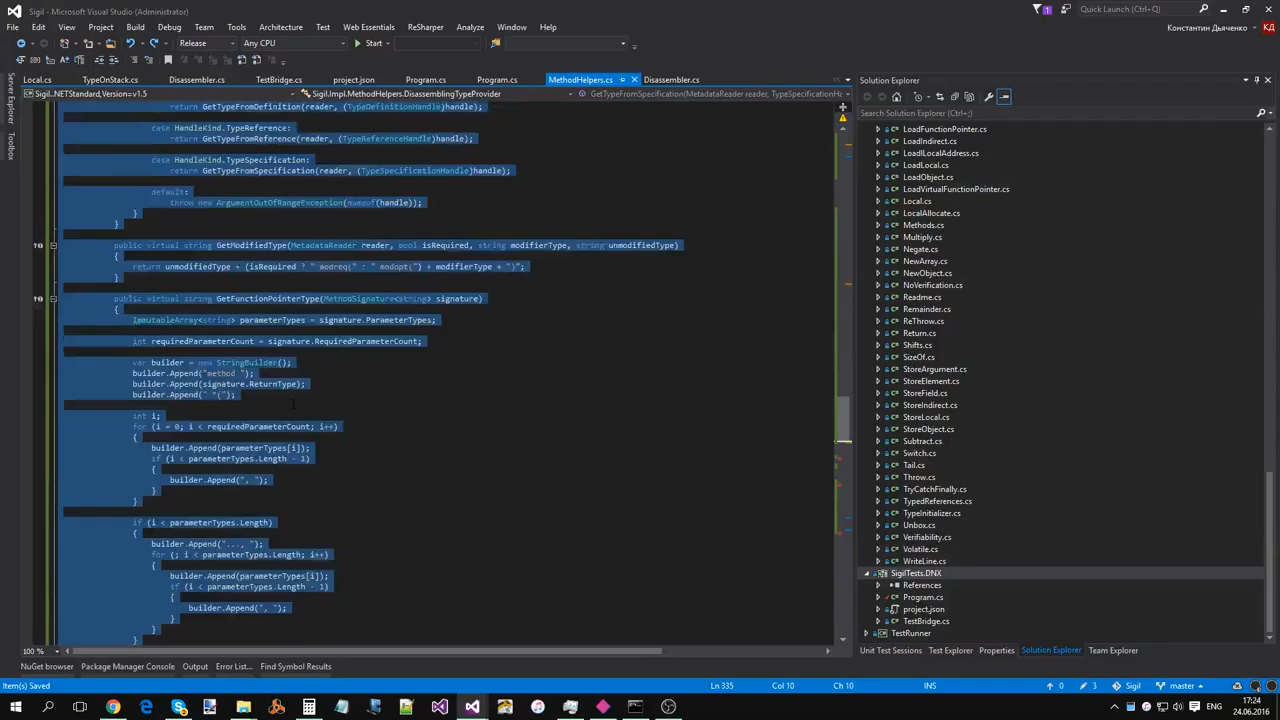 Sigil - Microsoft Visual Studio
1
Quick Launch (Ctrl+;)
File Edit View Project Build Debug Team Tools Test Web Essentials ReSharper Analyze Window Help
Константин Дьяченко КД
Release Any CPU Start
Local.cs TypeOnStack.cs Disassembler.cs TestBridge.cs project.json Program.cs Program.cs MethodHelpers.cs Disassembler.cs
Sigil..NETStandard,Version=v1.5 Sigil.Impl.MethodHelpers.DisassemblingTypeProvider GetTypeFromSpecification(MetadataReader reader, TypeSpecificationHa
Server Explorer
Toolbox
return GetTypeFromDefinition(reader, (TypeDefinitionHandle)handle);
case HandleKind.TypeReference:
return GetTypeFromReference(reader, (TypeReferenceHandle)handle);
case HandleKind.TypeSpecification:
return GetTypeFromSpecification(reader, (TypeSpecificationHandle)handle);
default:
throw new ArgumentOutOfRangeException(nameof(handle));
}
}
public virtual string GetModifiedType(MetadataReader reader, bool isRequired, string modifierType, string unmodifiedType)
{
return unmodifiedType + (isRequired ? " modreq(" : " modopt(") + modifierType + ")";
}
public virtual string GetFunctionPointerType(MethodSignature<string> signature)
{
ImmutableArray<string> parameterTypes = signature.ParameterTypes;
int requiredParameterCount = signature.RequiredParameterCount;
var builder = new StringBuilder();
builder.Append("method ");
builder.Append(signature.ReturnType);
builder.Append(" *(");
int i;
for (i = 0; i < requiredParameterCount; i++)
{
builder.Append(parameterTypes[i]);
if (i < parameterTypes.Length - 1)
{
builder.Append(", ");
}
}
if (i < parameterTypes.Length)
{
builder.Append("..., ");
for (; i < parameterTypes.Length; i++)
{
builder.Append(parameterTypes[i]);
if (i < parameterTypes.Length - 1)
{
builder.Append(", ");
}
}
}
100 %
Solution Explorer
Search Solution Explorer (Ctrl+;)
LoadFunctionPointer.cs
LoadIndirect.cs
LoadLocalAddress.cs
LoadLocal.cs
LoadObject.cs
LoadVirtualFunctionPointer.cs
Local.cs
LocalAllocate.cs
Methods.cs
Multiply.cs
Negate.cs
NewArray.cs
NewObject.cs
NoVerification.cs
Readme.cs
Remainder.cs
ReThrow.cs
Return.cs
Shifts.cs
SizeOf.cs
StoreArgument.cs
StoreElement.cs
StoreField.cs
StoreIndirect.cs
StoreLocal.cs
StoreObject.cs
Subtract.cs
Switch.cs
Tail.cs
Throw.cs
TryCatchFinally.cs
TypedReferences.cs
TypeInitializer.cs
Unbox.cs
Verifiability.cs
Volatile.cs
WriteLine.cs
SigilTests.DNX
References
Program.cs
project.json
TestBridge.cs
TestRunner
Unit Test Sessions Test Explorer Properties Solution Explorer Team Explorer
NuGet browser Package Manager Console Output Error List... Find Symbol Results
Item(s) Saved Ln 335 Col 10 Ch 10 INS 0 3 Sigil master
17:24
24.06.2016